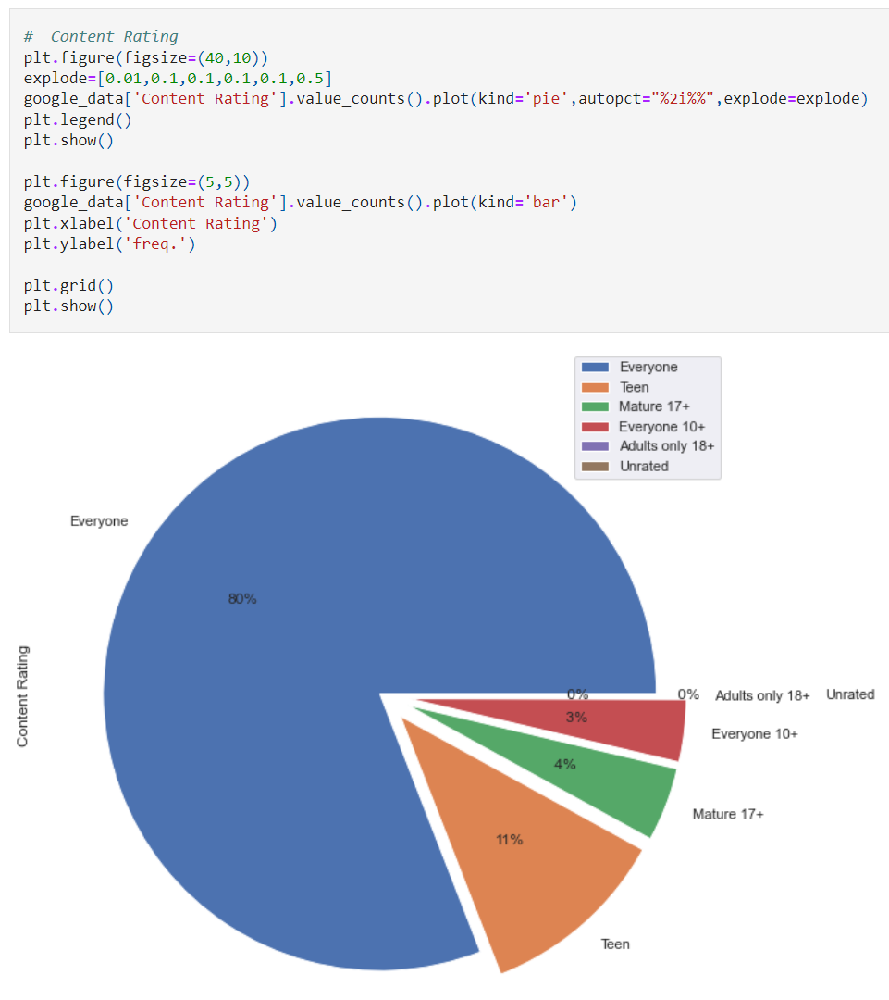 #  Content Rating
plt.figure(figsize=(40,10))
explode=[0.01,0.1,0.1,0.1,0.1,0.5]
google_data['Content Rating'].value_counts().plot(kind='pie',autopct="%2i%%",explode=explode)
plt.legend()
plt.show()
plt.figure(figsize=(5,5))
google_data['Content Rating'].value_counts().plot(kind='bar')
plt.xlabel('Content Rating')
plt.ylabel('freq.')
plt.grid()
plt.show()
Everyone
Teen
Mature 17+
Everyone 10+
Adults only 18+
Unrated
Everyone
80%
Content Rating
0%
0%
Adults only 18+
Unrated
3%
Everyone 10+
4%
Mature 17+
11%
Teen